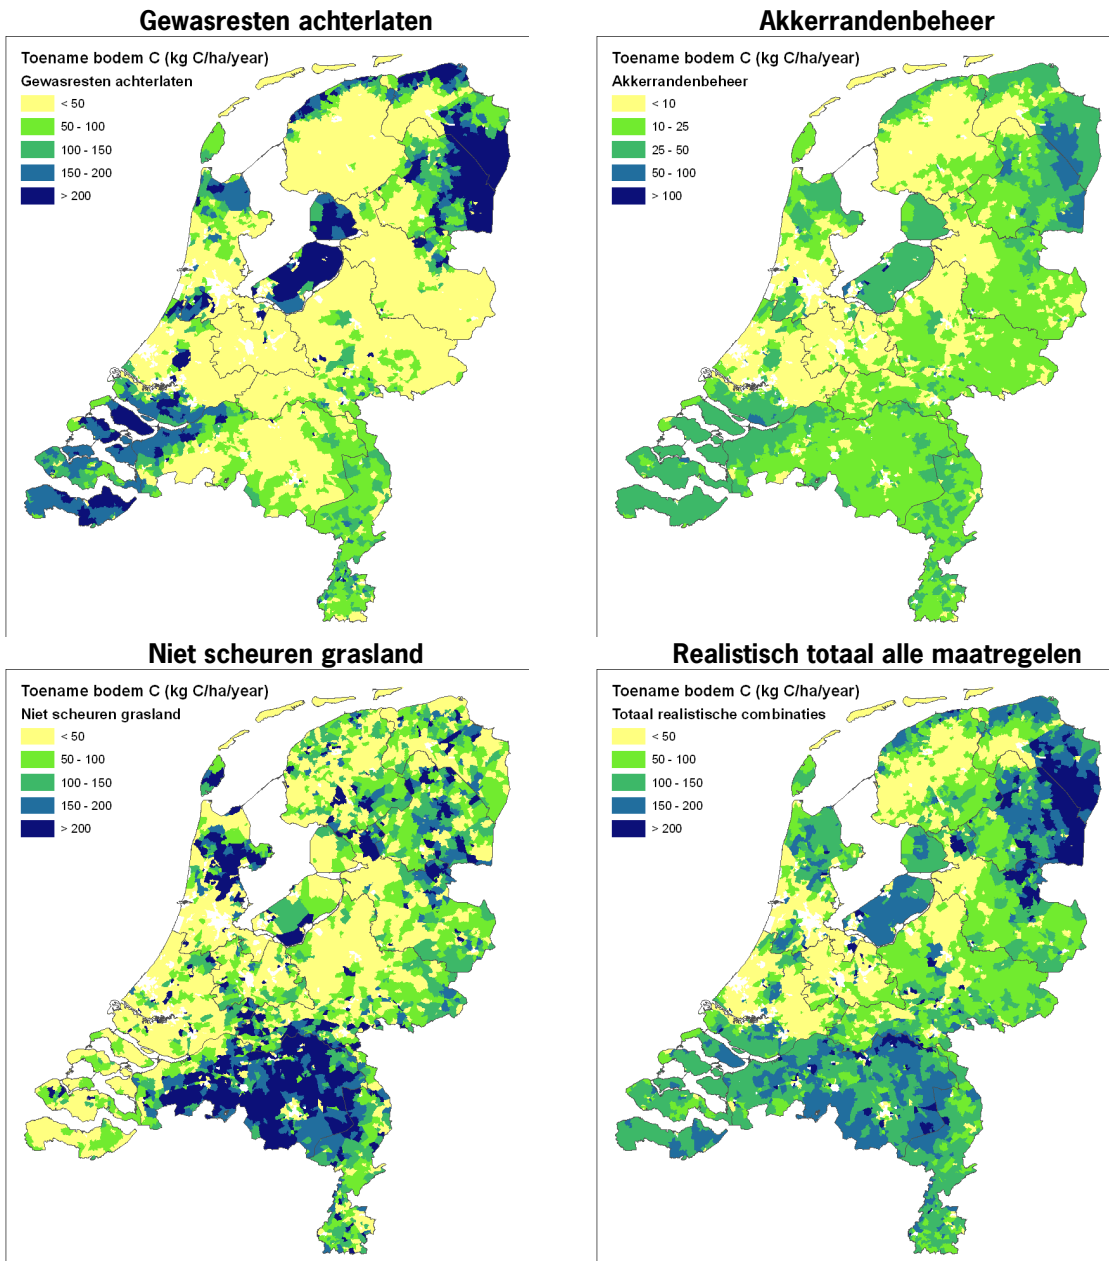 Gewasresten achterlaten
Toename bodem C (kg C/ha/year)
Gewasresten achterlaten
< 50
50 - 100
100 - 150
150 - 200
> 200
Akkerrandenbeheer
Toename bodem C (kg C/ha/year)
Akkerrandenbeheer
< 10
10 - 25
25 - 50
50 - 100
> 100
Niet scheuren grasland
Toename bodem C (kg C/ha/year)
Niet scheuren grasland
< 50
50 - 100
100 - 150
150 - 200
> 200
Realistisch totaal alle maatregelen
Toename bodem C (kg C/ha/year)
Totaal realistische combinaties
< 50
50 - 100
100 - 150
150 - 200
> 200